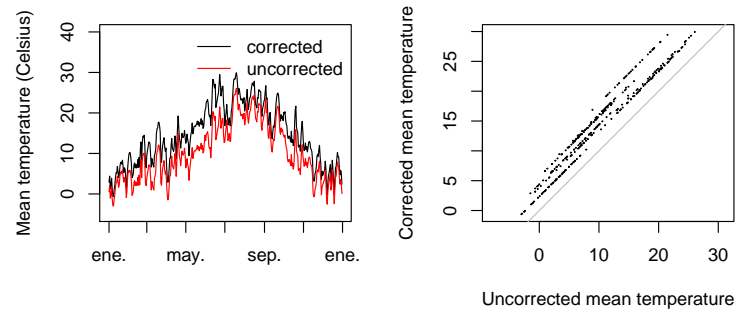 Mean temperature (Celsius)
40
30
20
10
0
corrected
uncorrected
ene.
may.
sep.
ene.
Corrected mean temperature
25
15
5
0
0
10
20
30
Uncorrected mean temperature